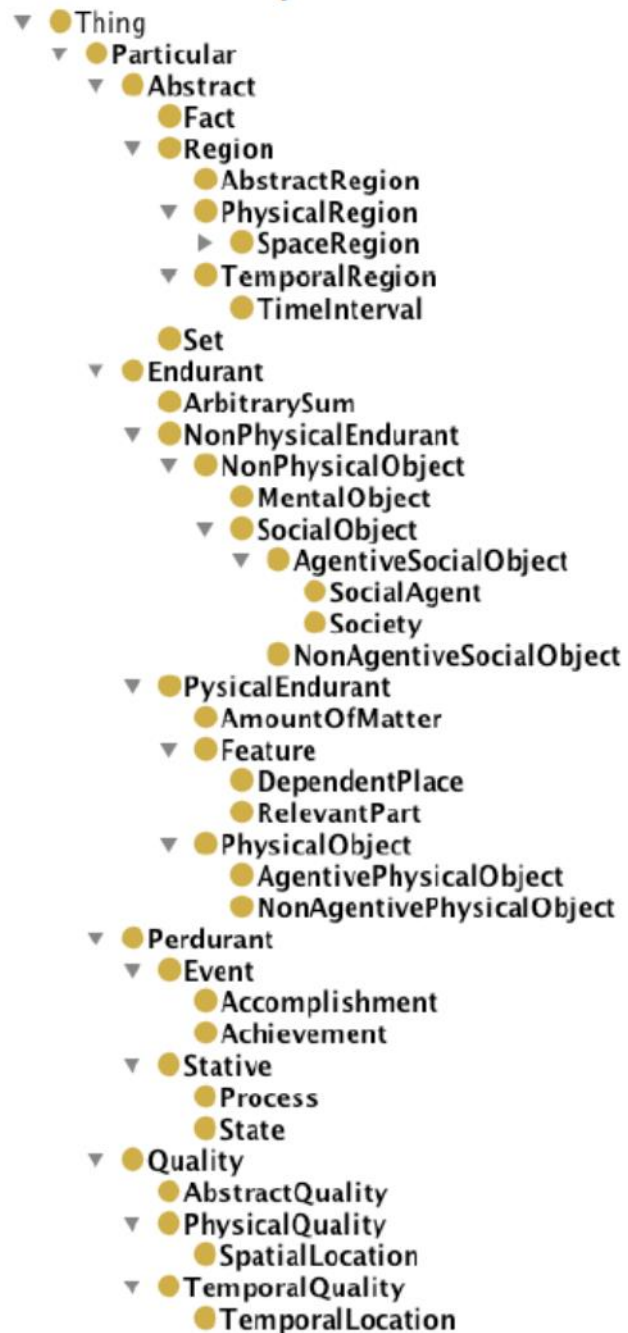 Thing
Particular
Abstract
Fact
Region
AbstractRegion
PhysicalRegion
SpaceRegion
TemporalRegion
TimeInterval
Set
Endurant
ArbitrarySum
NonPhysicalEndurant
NonPhysicalObject
MentalObject
SocialObject
AgentiveSocialObject
SocialAgent
Society
NonAgentiveSocialObject
PysicalEndurant
AmountOfMatter
Feature
DependentPlace
RelevantPart
PhysicalObject
AgentivePhysicalObject
NonAgentivePhysicalObject
Perdurant
Event
Accomplishment
Achievement
Stative
Process
State
Quality
AbstractQuality
PhysicalQuality
SpatialLocation
TemporalQuality
TemporalLocation